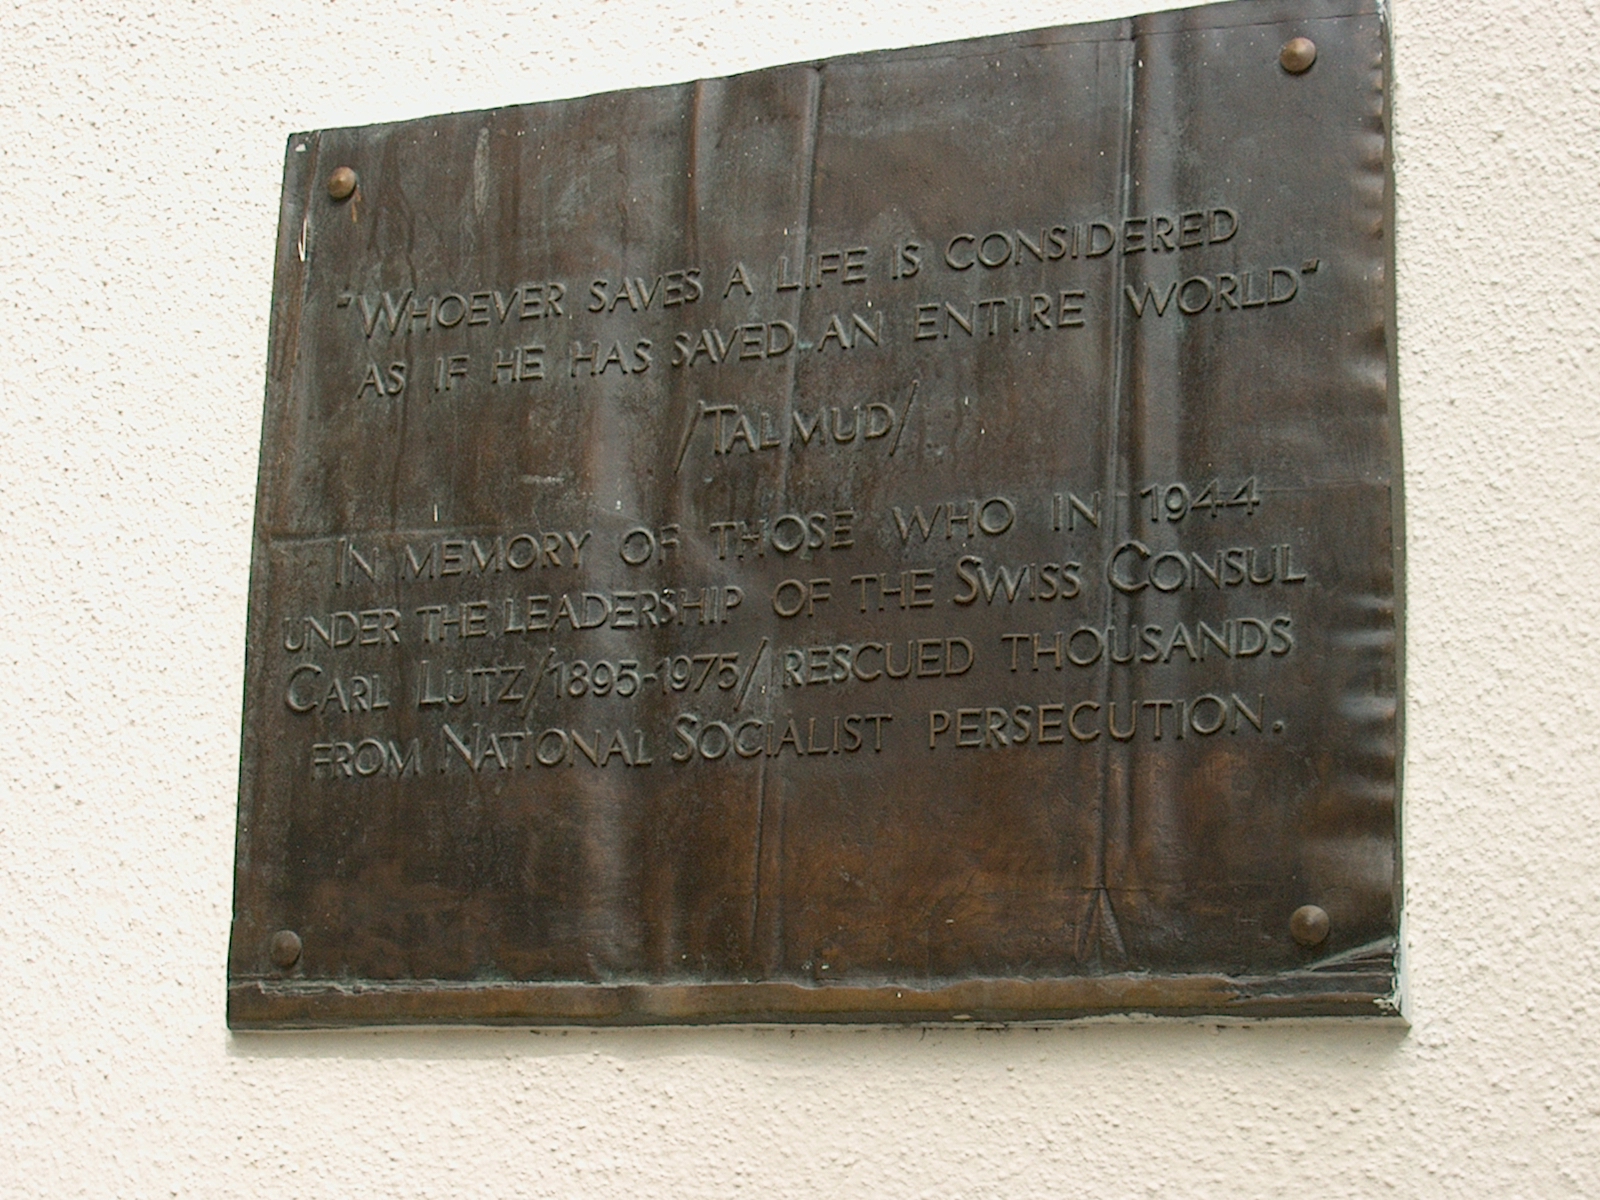 "WHOEVER SAVES A LIFE IS CONSIDERED
AS IF HE HAS SAVED AN ENTIRE WORLD"
/TALMUD/
IN MEMORY OF THOSE WHO IN 1944
UNDER THE LEADERSHIP OF THE SWISS CONSUL
CARL LUTZ/1895-1975/RESCUED THOUSANDS
FROM NATIONAL SOCIALIST PERSECUTION.